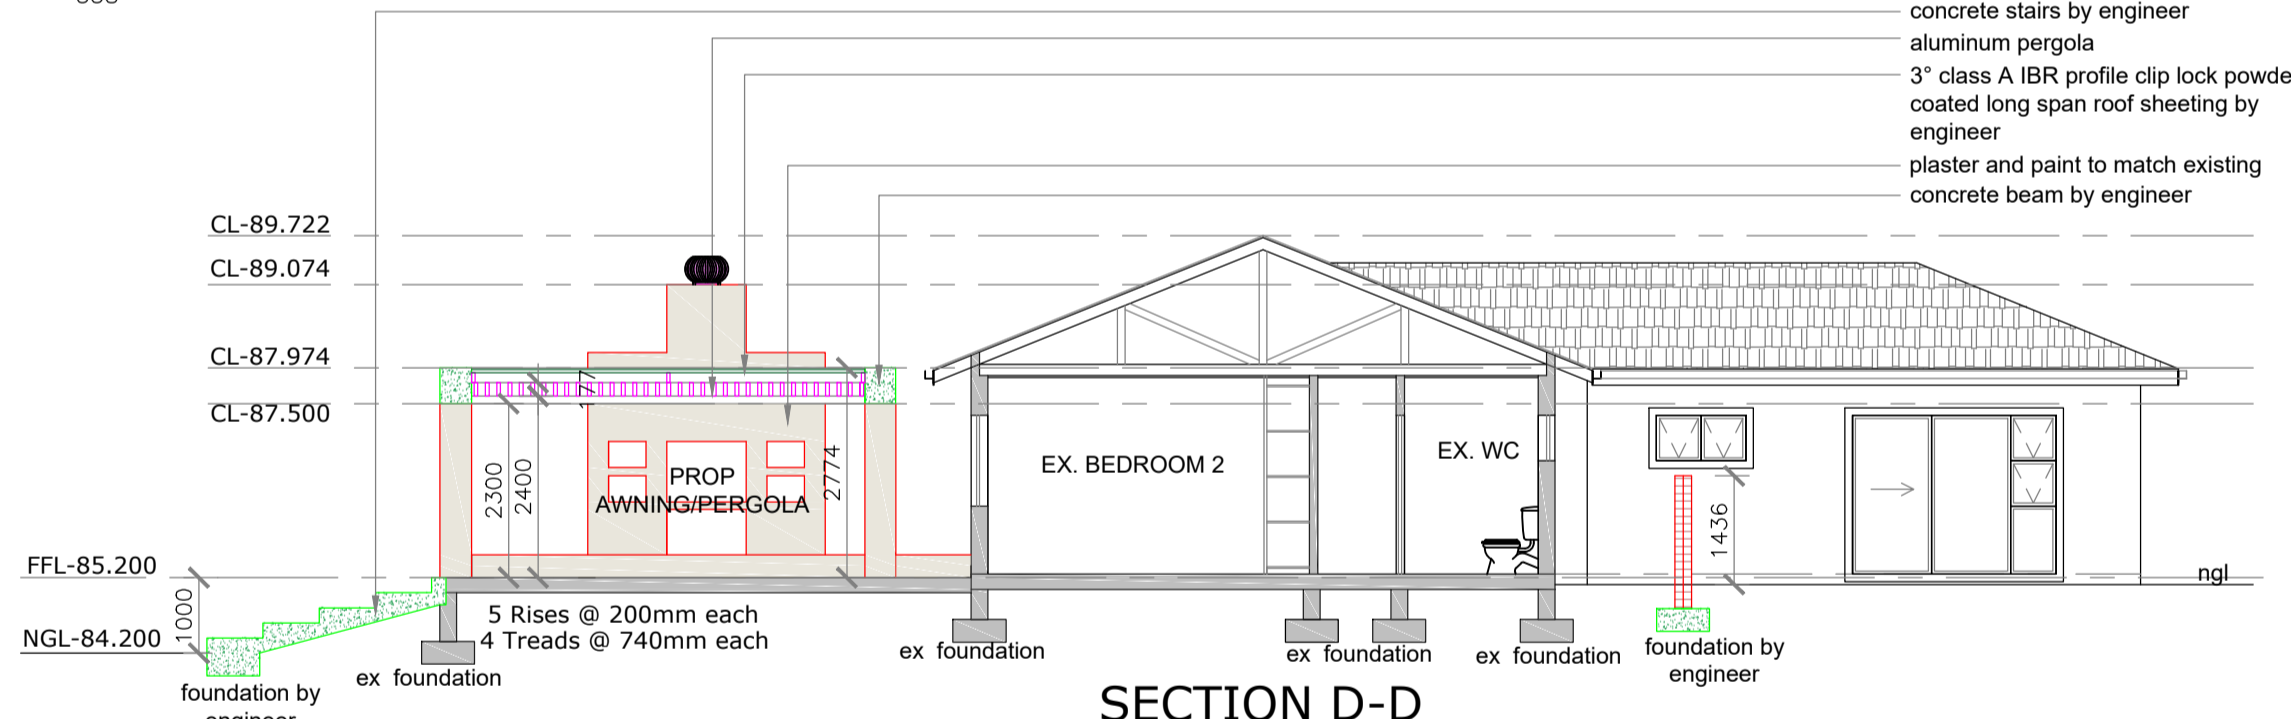 concrete stairs by engineer
aluminum pergola
3° class A IBR profile clip lock powde
coated long span roof sheeting by
engineer
plaster and paint to match existing
concrete beam by engineer
CL-89.722
CL-89.074
CL-87.974
CL-87.500
177
2300
2400
2774
PROP
AWNING/PERGOLA
EX. BEDROOM 2
EX. WC
1436
FFL-85.200
ngl
1000
NGL-84.200
5 Rises @ 200mm each
4 Treads @ 740mm each
ex foundation
ex foundation
ex foundation
ex foundation
foundation by
engineer
foundation by
engineer
SECTION D-D